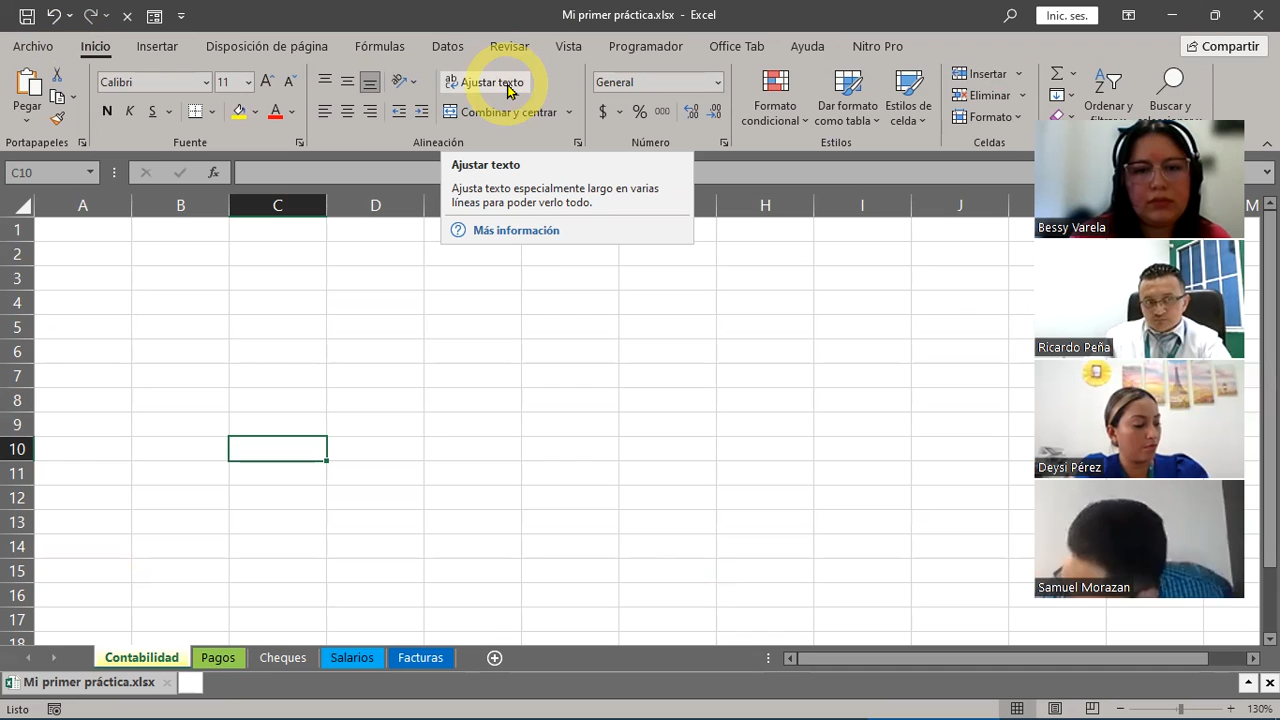 Mi primer práctica.xlsx - Excel
Inic. ses.
Archivo Inicio Insertar Disposición de página Fórmulas Datos Revisar Vista Programador Office Tab Ayuda Nitro Pro Compartir
Pegar
Portapapeles
Calibri 11
N K S
Fuente
Ajustar texto
Combinar y centrar
Alineación
General
$ % 000
Número
Formato condicional
Dar formato como tabla
Estilos de celda
Estilos
Insertar
Eliminar
Formato
Celdas
Ordenar y filtrar
Buscar y
C10
fx
Ajustar texto
Ajusta texto especialmente largo en varias
líneas para poder verlo todo.
Más información
A B C D H I J M
1
2
3
4
5
6
7
8
9
10
11
12
13
14
15
16
17
18
Bessy Varela
Ricardo Peña
Deysi Pérez
Samuel Morazan
Contabilidad Pagos Cheques Salarios Facturas
Mi primer práctica.xlsx
Listo
130%